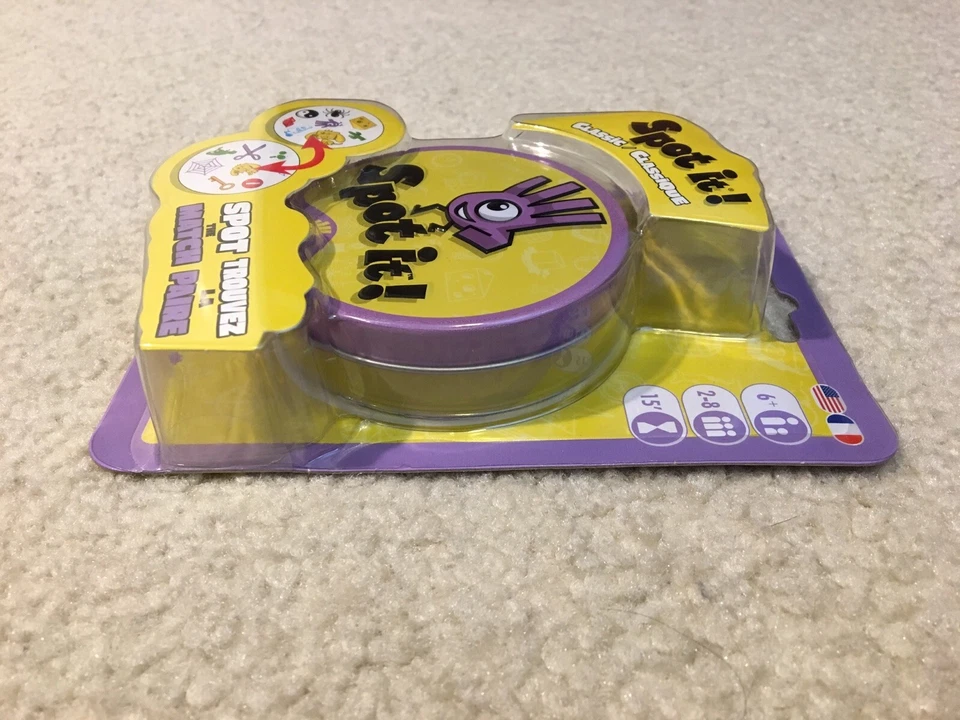 Spot it!
CLASSIC / CLASSIQUE
Spot it!
SPOT TROUVEZ
THE LA
MATCH PAIRE
6+
2-8
15'